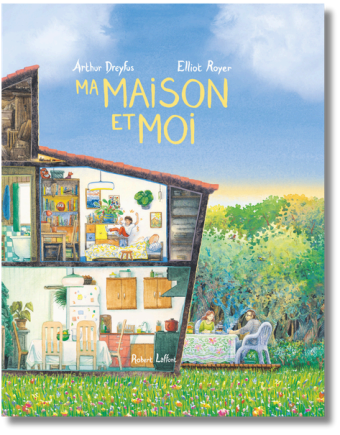 Arthur Dreyfus Elliot Royer
MA MAISON
ET MOI
Robert Laffont